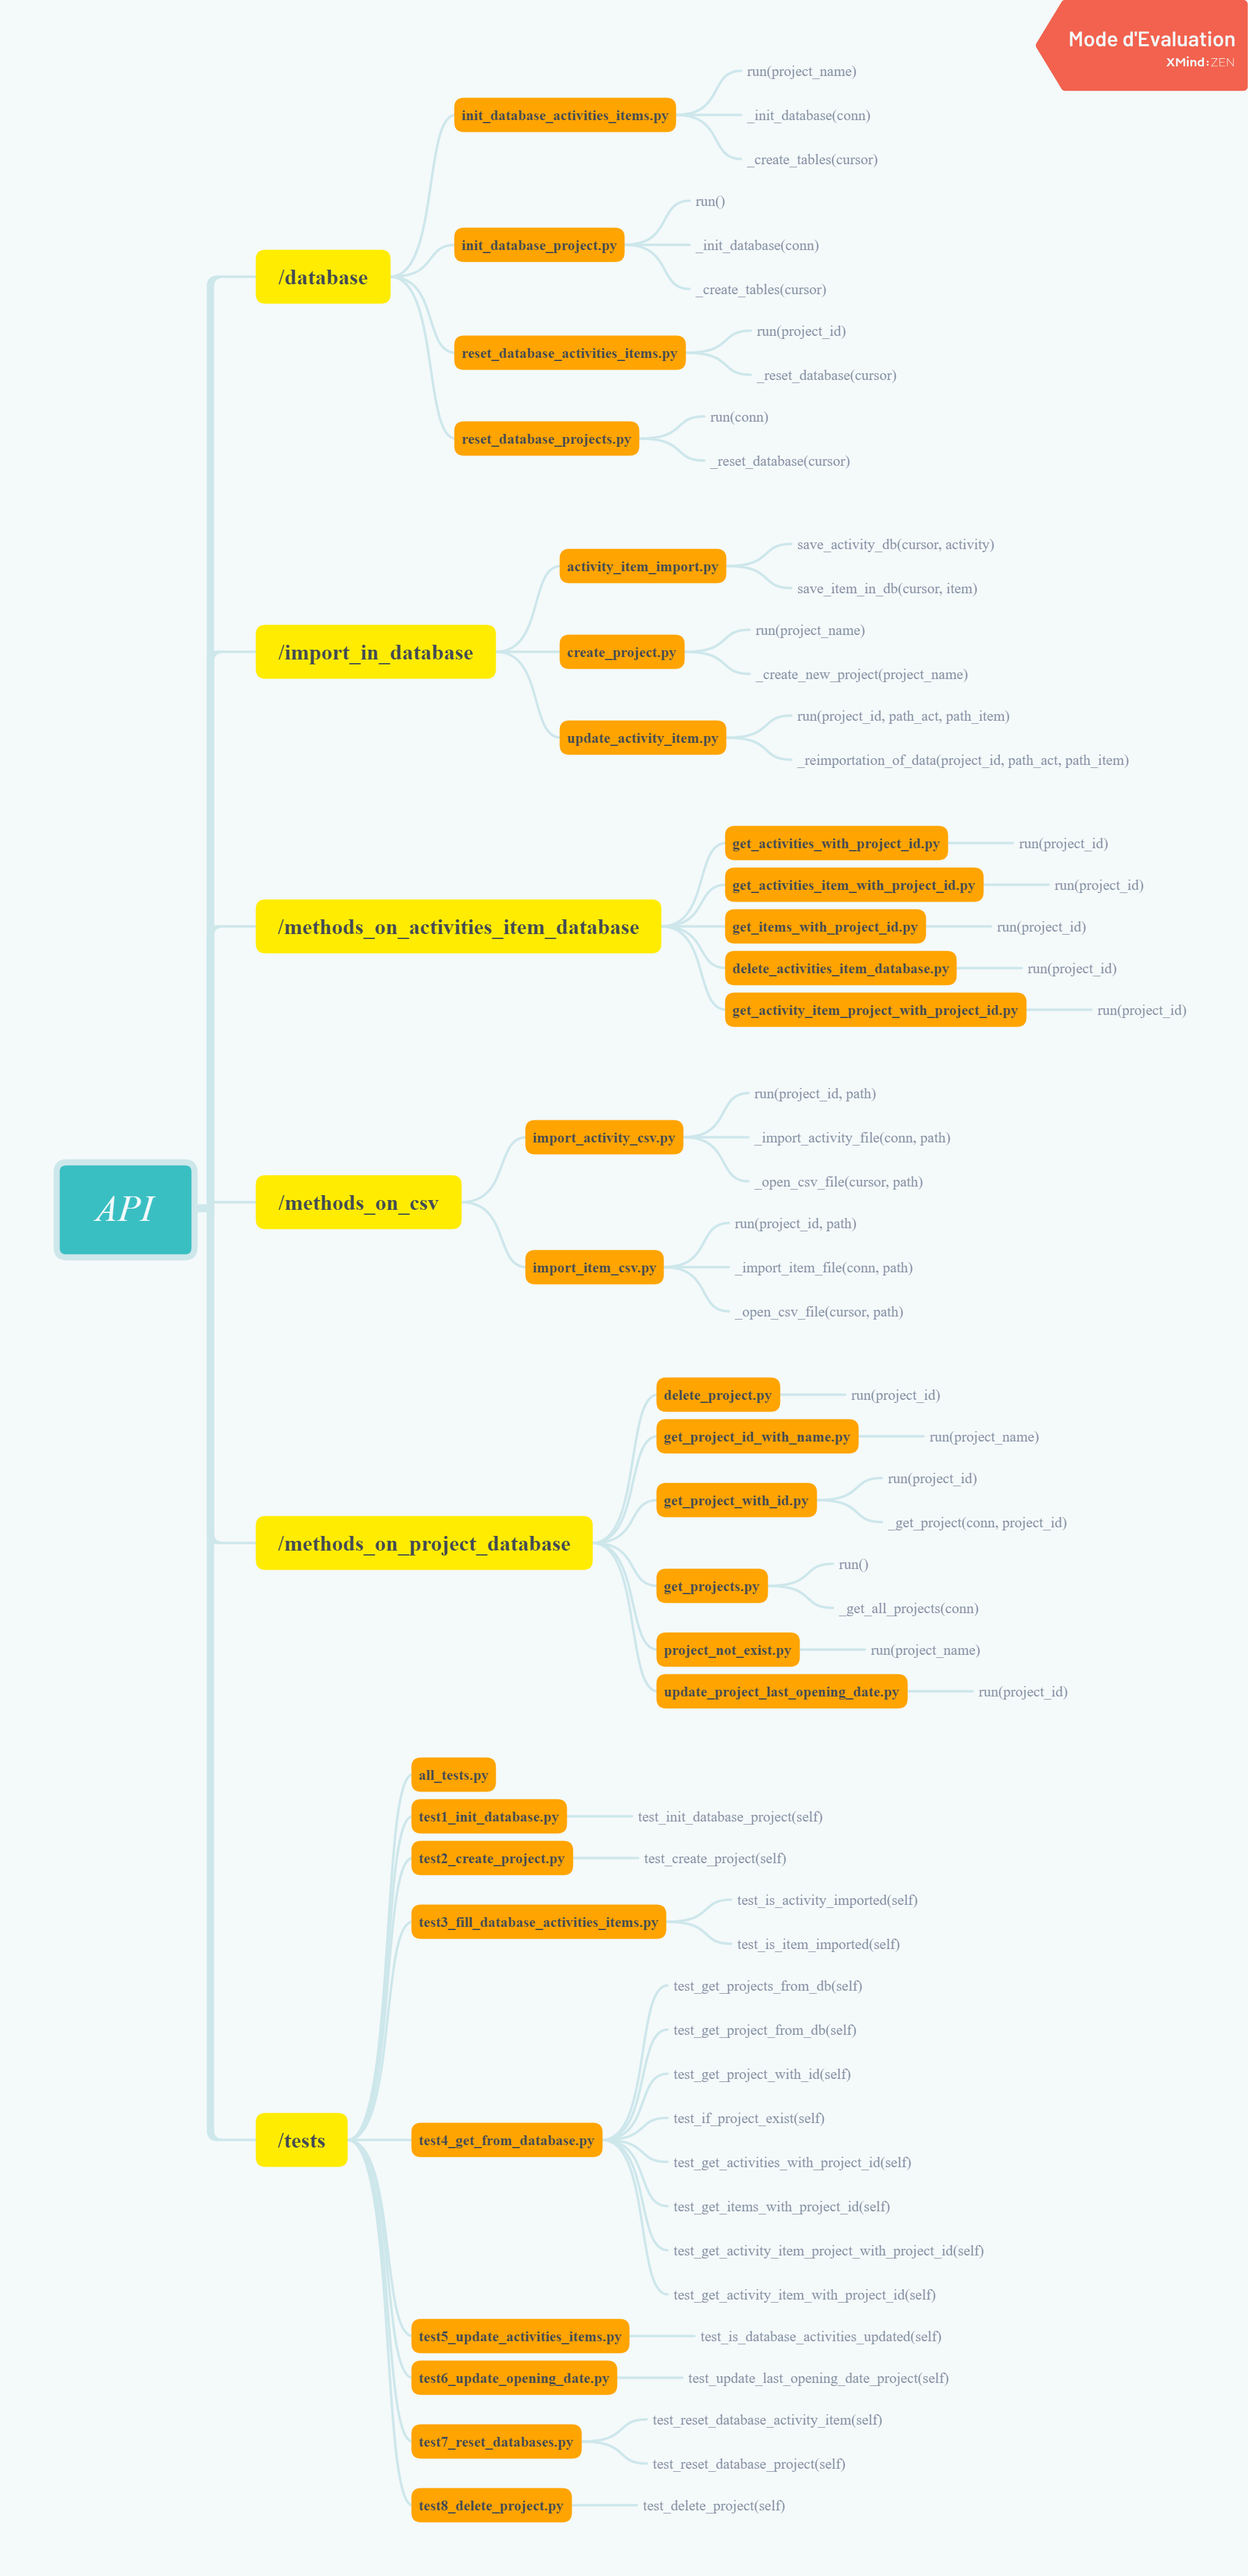 Mode d'Evaluation
XMind:ZEN
API
/database
init_database_activities_items.py
run(project_name)
_init_database(conn)
_create_tables(cursor)
init_database_project.py
run()
_init_database(conn)
_create_tables(cursor)
reset_database_activities_items.py
run(project_id)
_reset_database(cursor)
reset_database_projects.py
run(conn)
_reset_database(cursor)
/import_in_database
activity_item_import.py
save_activity_db(cursor, activity)
save_item_in_db(cursor, item)
create_project.py
run(project_name)
_create_new_project(project_name)
update_activity_item.py
run(project_id, path_act, path_item)
_reimportation_of_data(project_id, path_act, path_item)
/methods_on_activities_item_database
get_activities_with_project_id.py
run(project_id)
get_activities_item_with_project_id.py
run(project_id)
get_items_with_project_id.py
run(project_id)
delete_activities_item_database.py
run(project_id)
get_activity_item_project_with_project_id.py
run(project_id)
/methods_on_csv
import_activity_csv.py
run(project_id, path)
_import_activity_file(conn, path)
_open_csv_file(cursor, path)
import_item_csv.py
run(project_id, path)
_import_item_file(conn, path)
_open_csv_file(cursor, path)
/methods_on_project_database
delete_project.py
run(project_id)
get_project_id_with_name.py
run(project_name)
get_project_with_id.py
run(project_id)
_get_project(conn, project_id)
get_projects.py
run()
_get_all_projects(conn)
project_not_exist.py
run(project_name)
update_project_last_opening_date.py
run(project_id)
/tests
all_tests.py
test1_init_database.py
test_init_database_project(self)
test2_create_project.py
test_create_project(self)
test3_fill_database_activities_items.py
test_is_activity_imported(self)
test_is_item_imported(self)
test4_get_from_database.py
test_get_projects_from_db(self)
test_get_project_from_db(self)
test_get_project_with_id(self)
test_if_project_exist(self)
test_get_activities_with_project_id(self)
test_get_items_with_project_id(self)
test_get_activity_item_project_with_project_id(self)
test_get_activity_item_with_project_id(self)
test5_update_activities_items.py
test_is_database_activities_updated(self)
test6_update_opening_date.py
test_update_last_opening_date_project(self)
test7_reset_databases.py
test_reset_database_activity_item(self)
test_reset_database_project(self)
test8_delete_project.py
test_delete_project(self)